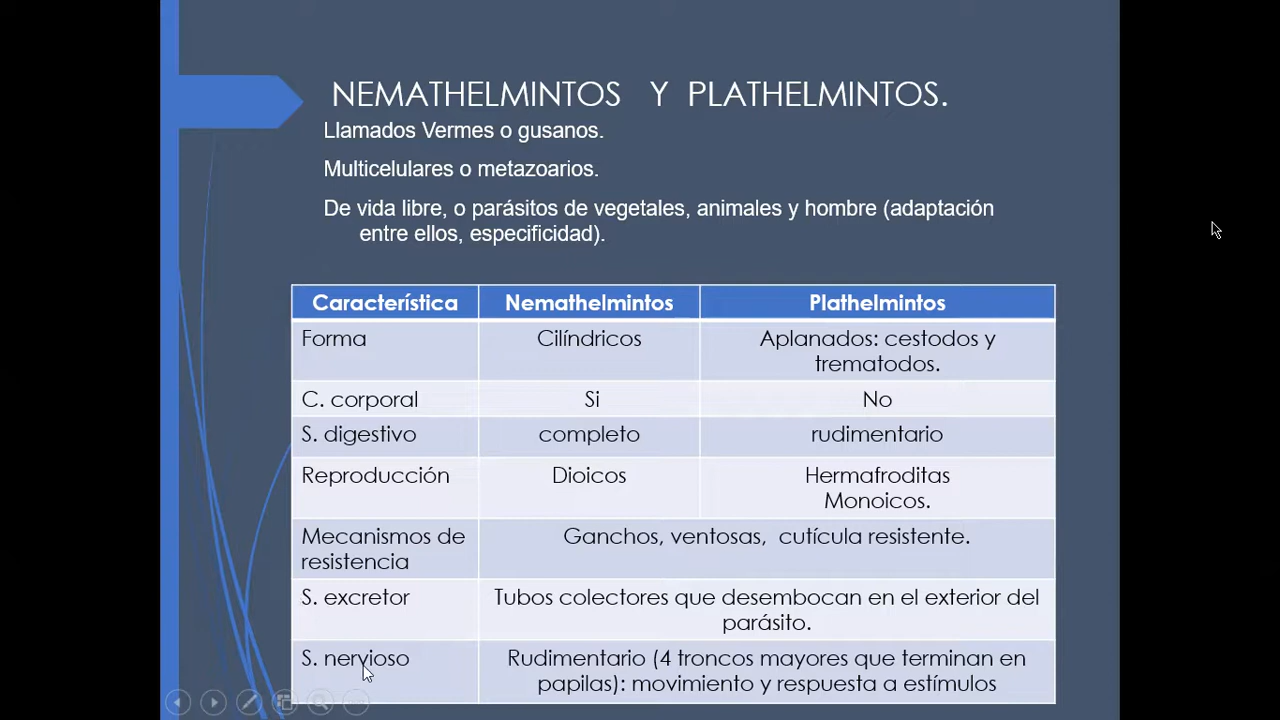 NEMATHELMINTOS Y PLATHELMINTOS.
Llamados Vermes o gusanos.
Multicelulares o metazoarios.
De vida libre, o parásitos de vegetales, animales y hombre (adaptación
entre ellos, especificidad).
Característica Nemathelmintos Plathelmintos
Forma Cilíndricos Aplanados: cestodos y
trematodos.
C. corporal Si No
S. digestivo completo rudimentario
Reproducción Dioicos Hermafroditas
Monoicos.
Mecanismos de Ganchos, ventosas, cutícula resistente.
resistencia
S. excretor Tubos colectores que desembocan en el exterior del
parásito.
S. nervioso Rudimentario (4 troncos mayores que terminan en
papilas): movimiento y respuesta a estímulos